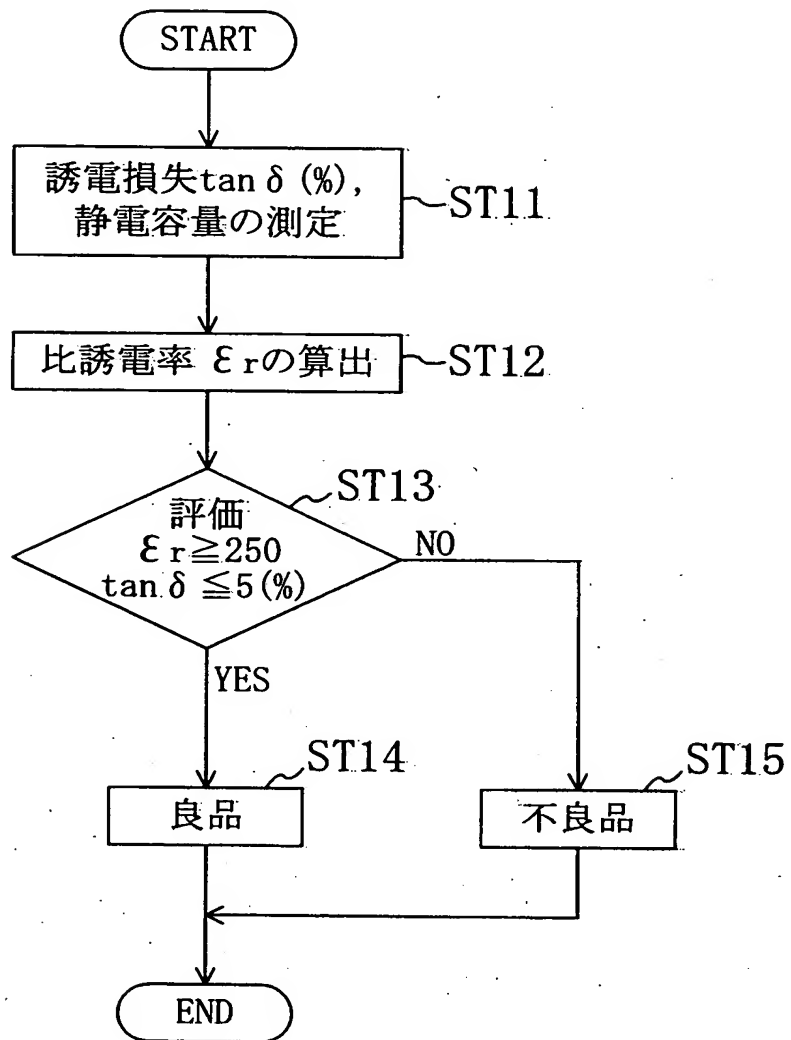 START
誘電損失tan δ (%),
静電容量の測定
ST11
比誘電率 εrの算出
ST12
ST13
評価
εr≧250
tan δ ≦5(%)
NO
YES
ST14
良品
ST15
不良品
END